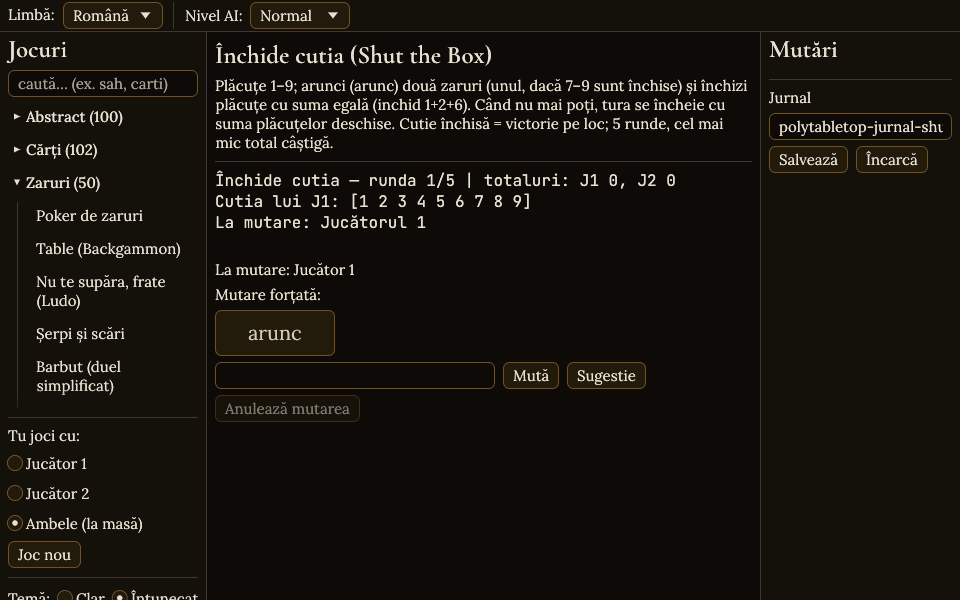 Limbă: Română ▼ Nivel AI: Normal ▼
Jocuri
caută... (ex. sah, carti)
▸ Abstract (100)
▸ Cărți (102)
▾ Zaruri (50)
Poker de zaruri
Table (Backgammon)
Nu te supăra, frate
(Ludo)
Șerpi și scări
Barbut (duel
simplificat)
Tu joci cu:
Jucător 1
Jucător 2
Ambele (la masă)
Joc nou
Temă: Clar Întunecat
Închide cutia (Shut the Box)
Plăcuțe 1–9; arunci (arunc) două zaruri (unul, dacă 7–9 sunt închise) și închizi
plăcuțe cu suma egală (inchid 1+2+6). Când nu mai poți, tura se încheie cu
suma plăcuțelor deschise. Cutie închisă = victorie pe loc; 5 runde, cel mai
mic total câștigă.
Închide cutia — runda 1/5 | totaluri: J1 0, J2 0
Cutia lui J1: [1 2 3 4 5 6 7 8 9]
La mutare: Jucătorul 1
La mutare: Jucător 1
Mutare forțată:
arunc
Mută Sugestie
Anulează mutarea
Mutări
Jurnal
polytabletop-jurnal-shu
Salvează Încarcă